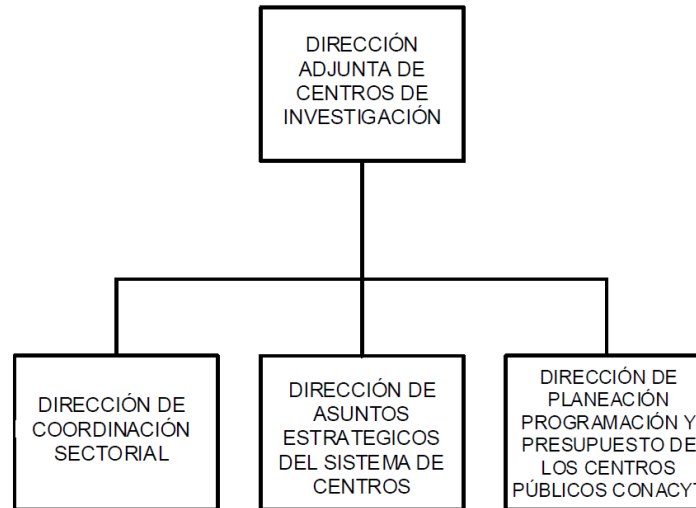 DIRECCIÓN
ADJUNTA DE
CENTROS DE
INVESTIGACIÓN
DIRECCIÓN DE
COORDINACIÓN
SECTORIAL
DIRECCIÓN DE
ASUNTOS
ESTRATEGICOS
DEL SISTEMA DE
CENTROS
DIRECCIÓN DE
PLANEACIÓN
PROGRAMACIÓN Y
PRESUPUESTO DE
LOS CENTROS
PÚBLICOS CONACYT